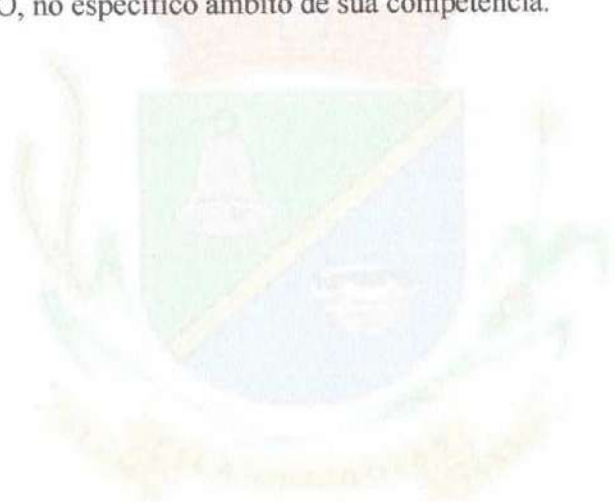 O, no específico âmbito de sua competência.